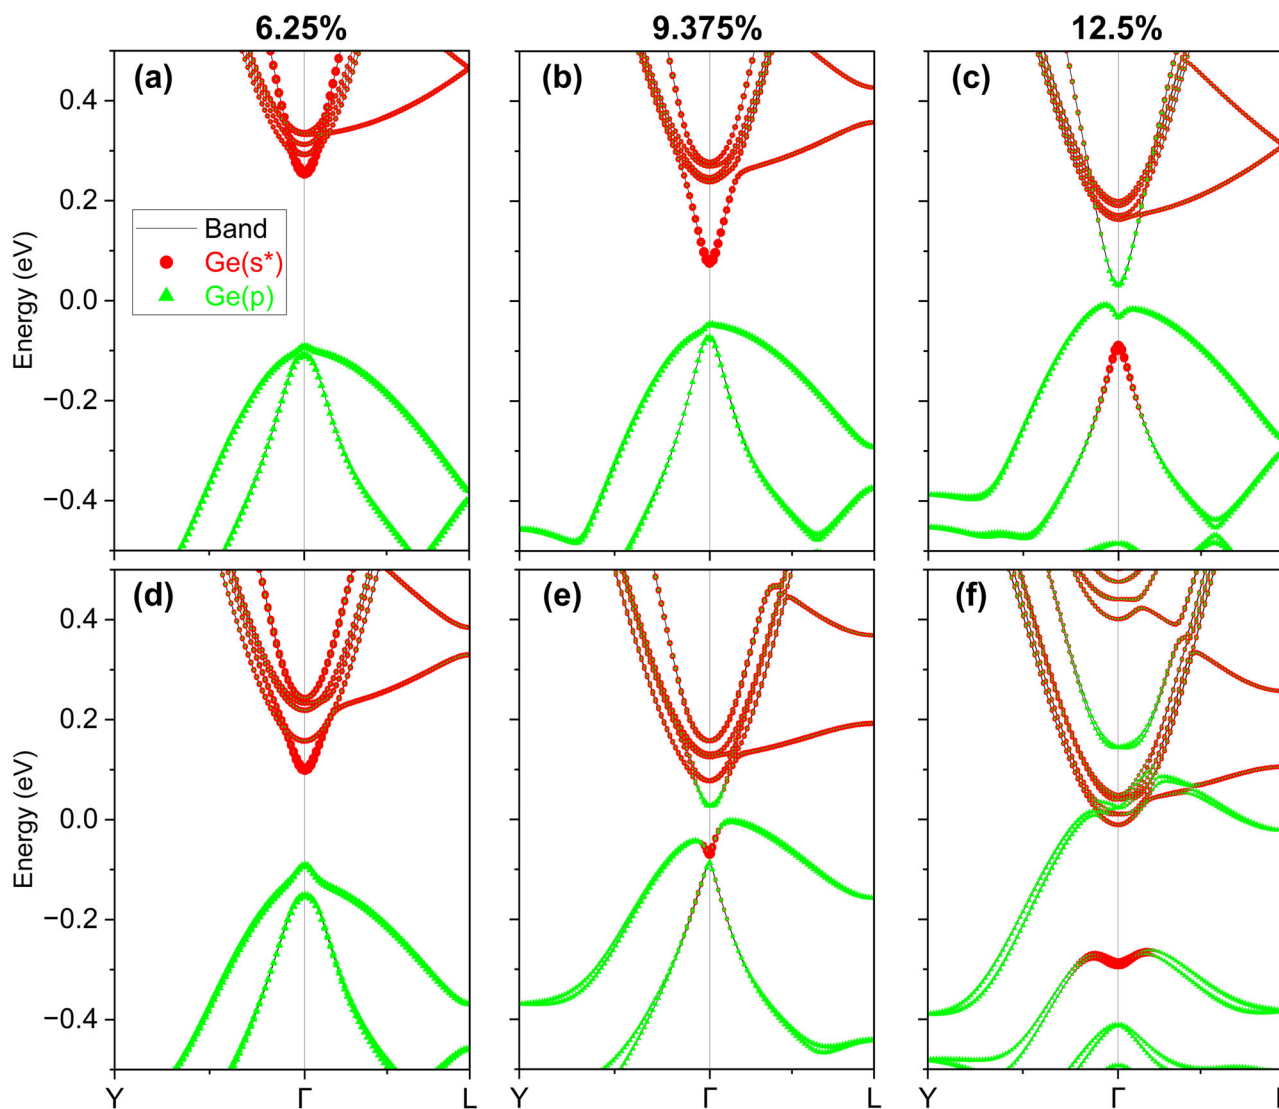 6.25% 9.375% 12.5%
(a) (b) (c)
0.4
0.2
Band
Ge(s*)
Ge(p)
0.0
−0.2
−0.4
Energy (eV)
(d) (e) (f)
0.4
0.2
0.0
−0.2
−0.4
Energy (eV)
Y Γ L Y Γ L Y Γ